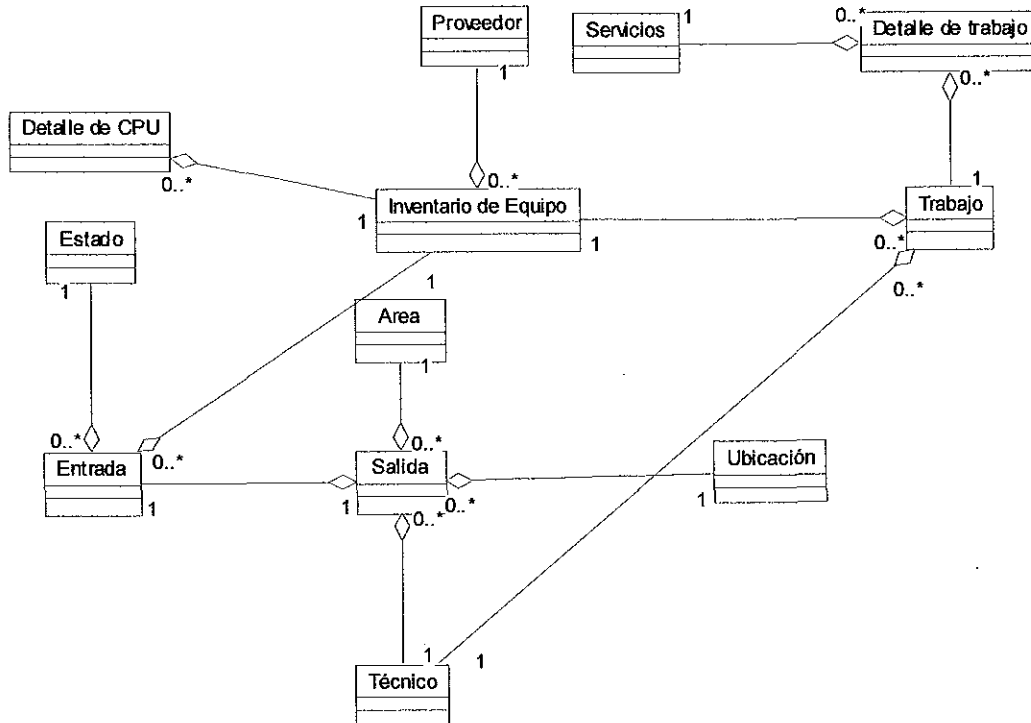 Proveedor
1
Servicios
1
0..*
Detalle de trabajo
0..*
Detalle de CPU
0..*
0..*
1
Inventario de Equipo
1
1
Trabajo
0..*
0..*
Estado
1
1
Area
1
0..*
Entrada
0..*
1
0..*
Salida
1
0..*
0..*
Ubicación
1
1
1
Técnico